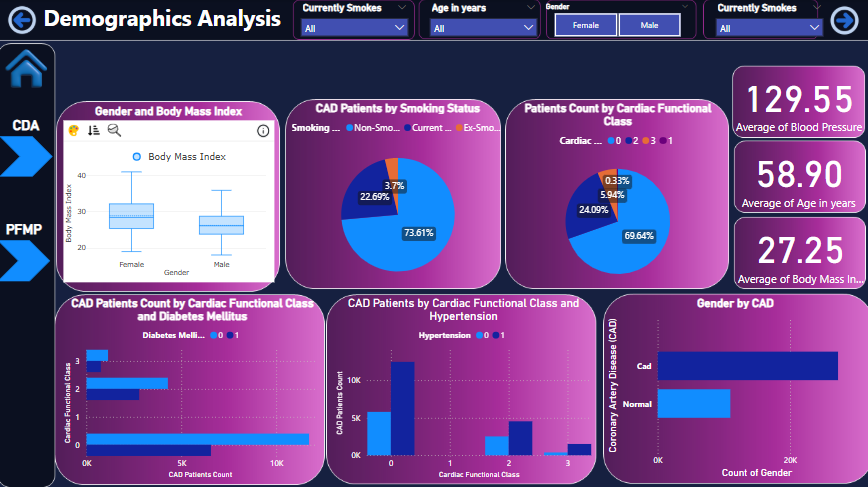 Demographics Analysis
Currently Smokes
All
Age in years
All
Gender
Female
Male
Currently Smokes
All
CDA
PFMP
Gender and Body Mass Index
Body Mass Index
Body Mass Index
40
30
20
Female
Male
Gender
CAD Patients by Smoking Status
Smoking ... Non-Smo... Current ... Ex-Smo...
3.7%
22.69%
73.61%
Patients Count by Cardiac Functional
Class
Cardiac ... 0 2 3 1
0.33%
5.94%
24.09%
69.64%
129.55
Average of Blood Pressure
58.90
Average of Age in years
27.25
Average of Body Mass In...
CAD Patients Count by Cardiac Functional Class
and Diabetes Mellitus
Diabetes Melli... 0 1
Cardiac Functional Class
3
2
0
0K
5K
10K
CAD Patients Count
CAD Patients by Cardiac Functional Class and
Hypertension
Hypertension 0 1
CAD Patients Count
10K
5K
0K
0
1
2
3
Cardiac Functional Class
Gender by CAD
Coronary Artery Disease (CAD)
Cad
Normal
0K
20K
Count of Gender